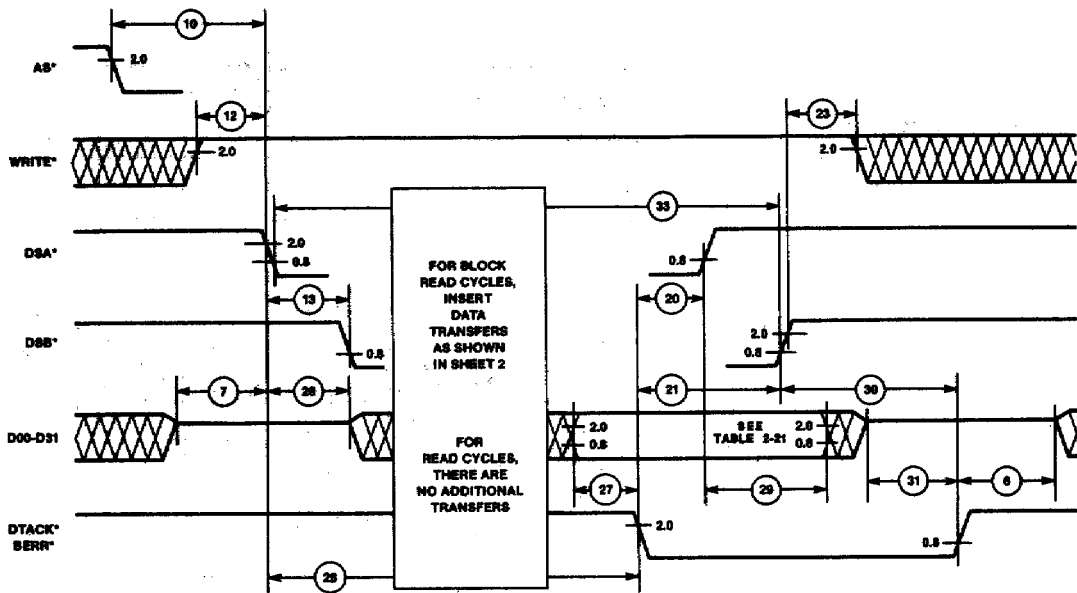 10
AS*
2.0
12
23
WRITE*
2.0
2.0
33
DSA*
2.0
0.8
0.8
13
20
DSB*
0.8
2.0
0.8
FOR BLOCK
READ CYCLES,
INSERT
DATA
TRANSFERS
AS SHOWN
IN SHEET 2
FOR
READ CYCLES,
THERE ARE
NO ADDITIONAL
TRANSFERS
7
26
21
30
D00-D31
2.0
0.8
SEE
TABLE 2-21
2.0
0.8
27
29
31
6
DTACK*
BERR*
2.0
0.8
28